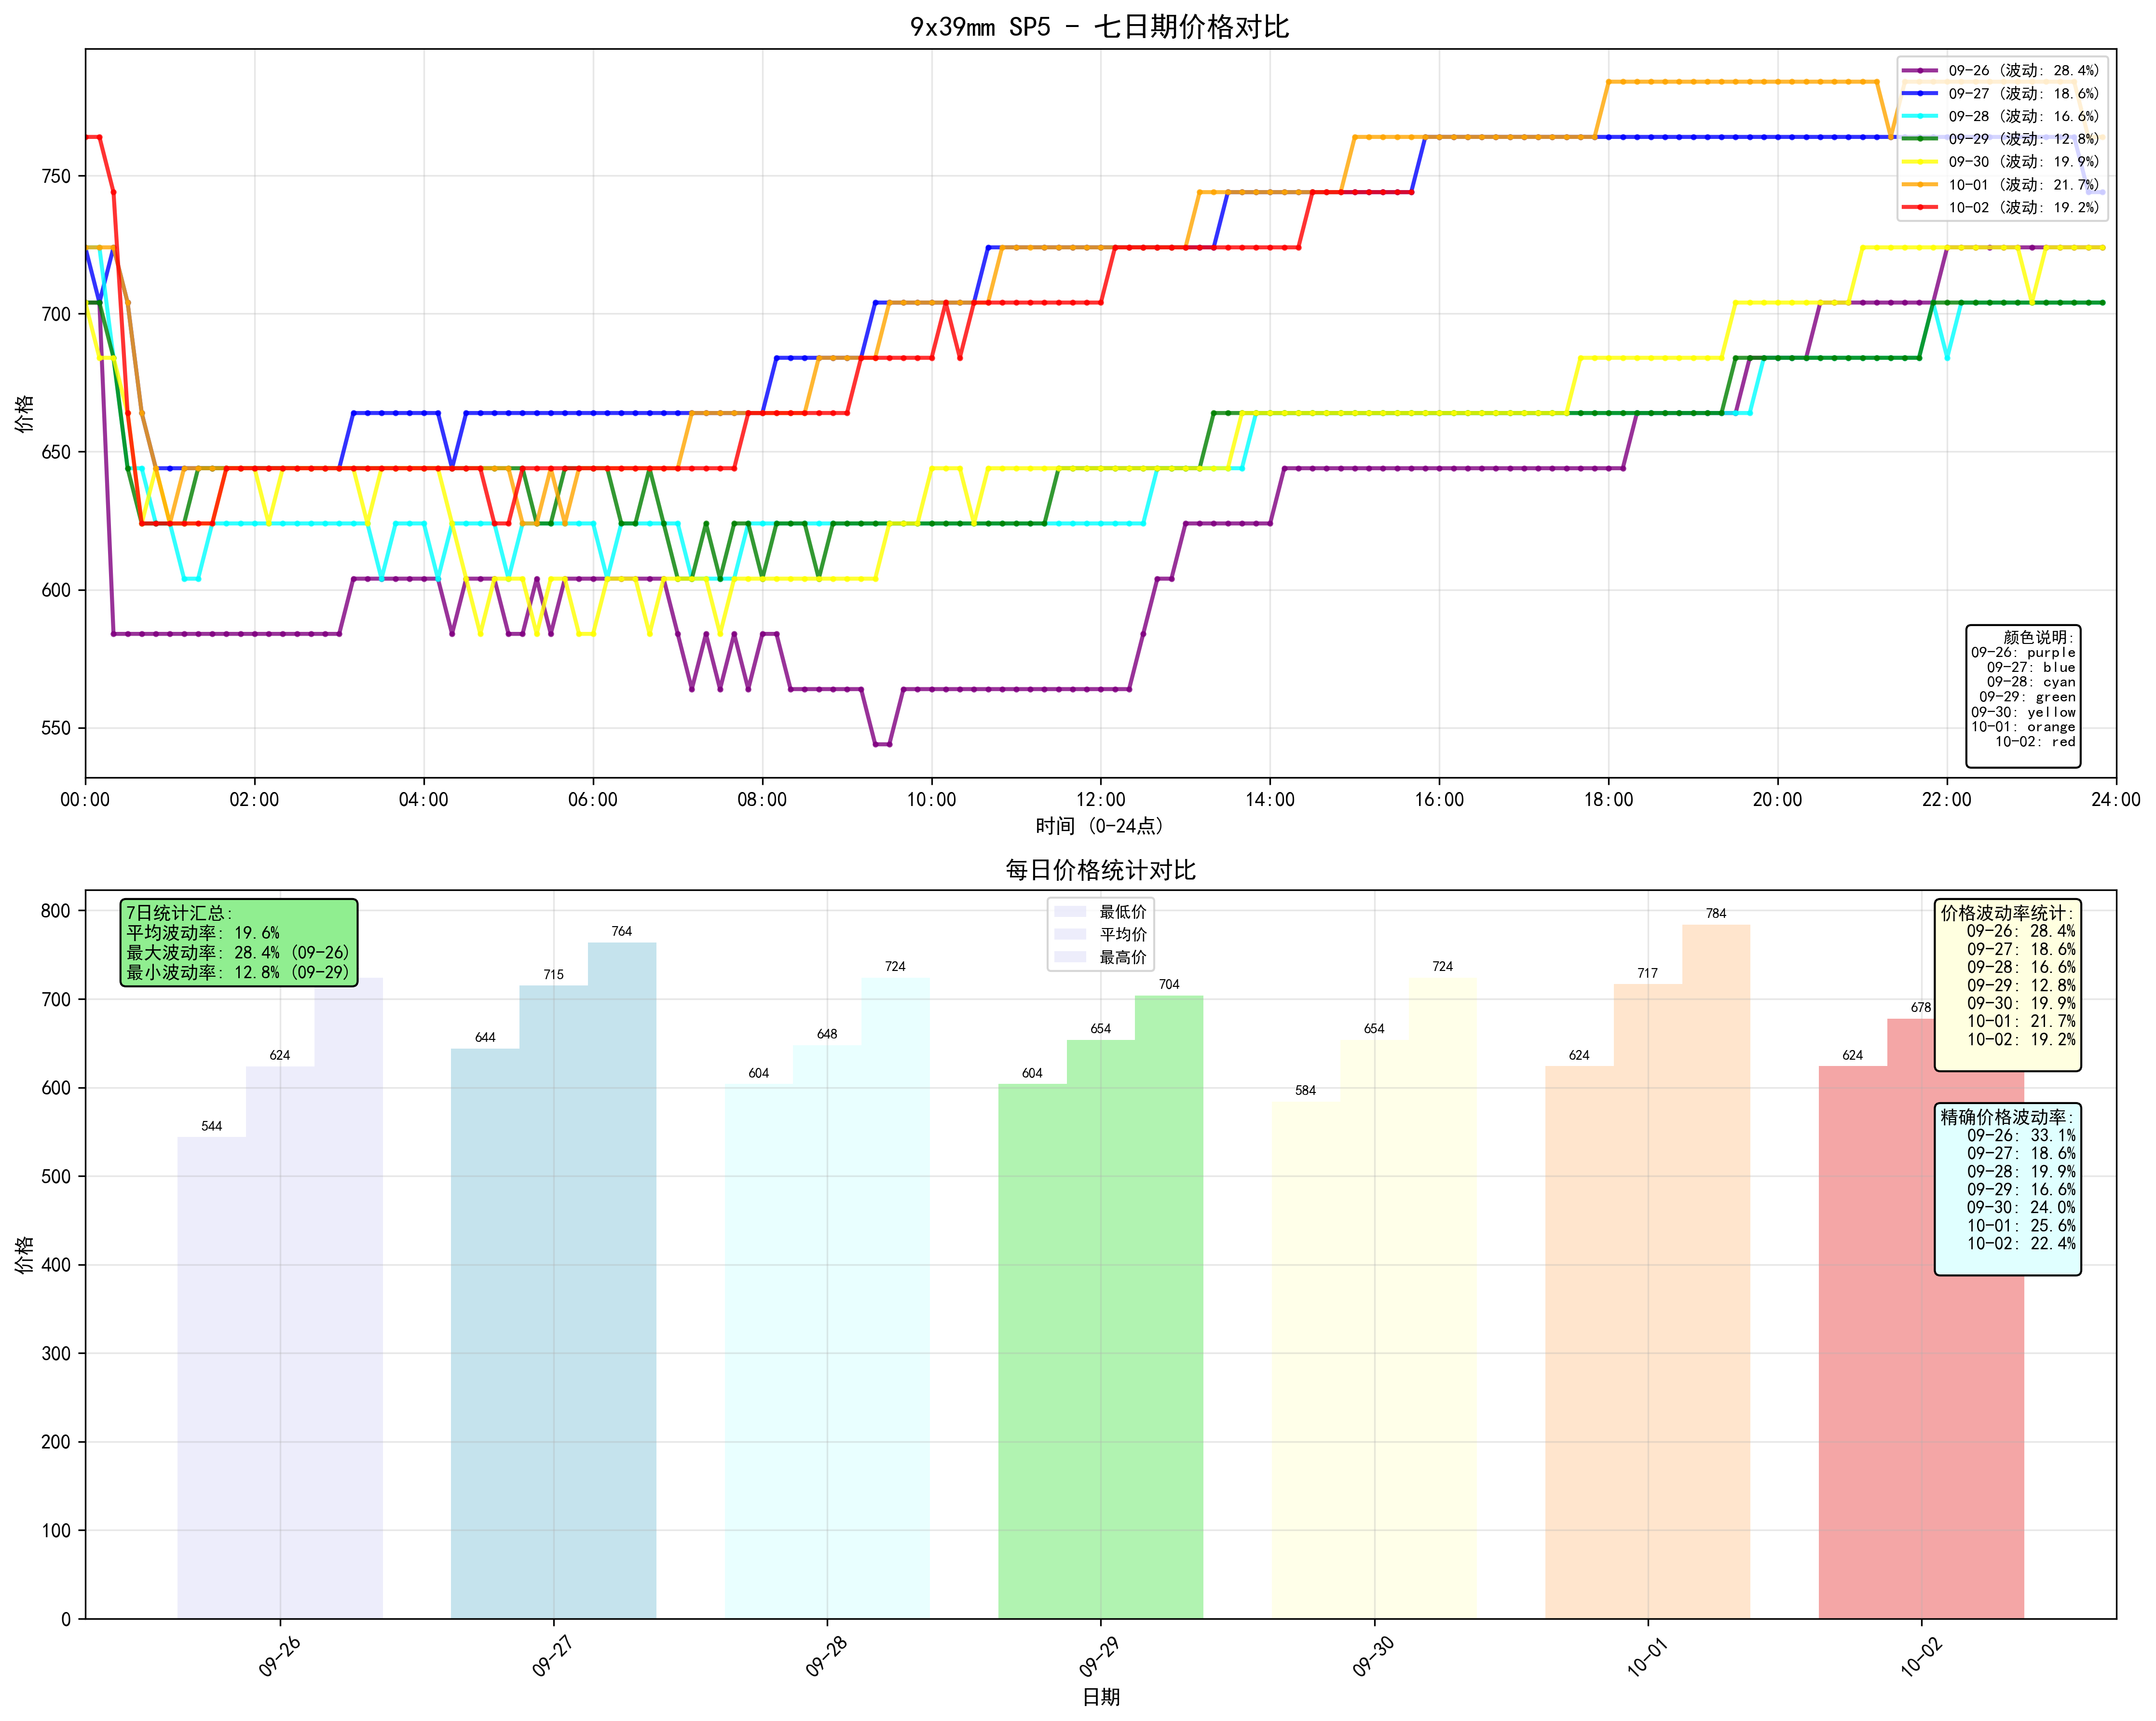 9x39mm SP5 - 七日期价格对比
09-26 (波动: 28.4%)
09-27 (波动: 18.6%)
09-28 (波动: 16.6%)
09-29 (波动: 12.8%)
09-30 (波动: 19.9%)
10-01 (波动: 21.7%)
10-02 (波动: 19.2%)
价格
750
700
650
600
550
颜色说明:
09-26: purple
09-27: blue
09-28: cyan
09-29: green
09-30: yellow
10-01: orange
10-02: red
00:00 02:00 04:00 06:00 08:00 10:00 12:00 14:00 16:00 18:00 20:00 22:00 24:00
时间 (0-24点)
每日价格统计对比
7日统计汇总:
平均波动率: 19.6%
最大波动率: 28.4% (09-26)
最小波动率: 12.8% (09-29)
最低价
平均价
最高价
价格波动率统计:
09-26: 28.4%
09-27: 18.6%
09-28: 16.6%
09-29: 12.8%
09-30: 19.9%
10-01: 21.7%
10-02: 19.2%
精确价格波动率:
09-26: 33.1%
09-27: 18.6%
09-28: 19.9%
09-29: 16.6%
09-30: 24.0%
10-01: 25.6%
10-02: 22.4%
价格
800
700
600
500
400
300
200
100
0
544 624
644 715 764
604 648 724
604 654 704
584 654 724
624 717 784
624 678
09-26 09-27 09-28 09-29 09-30 10-01 10-02
日期